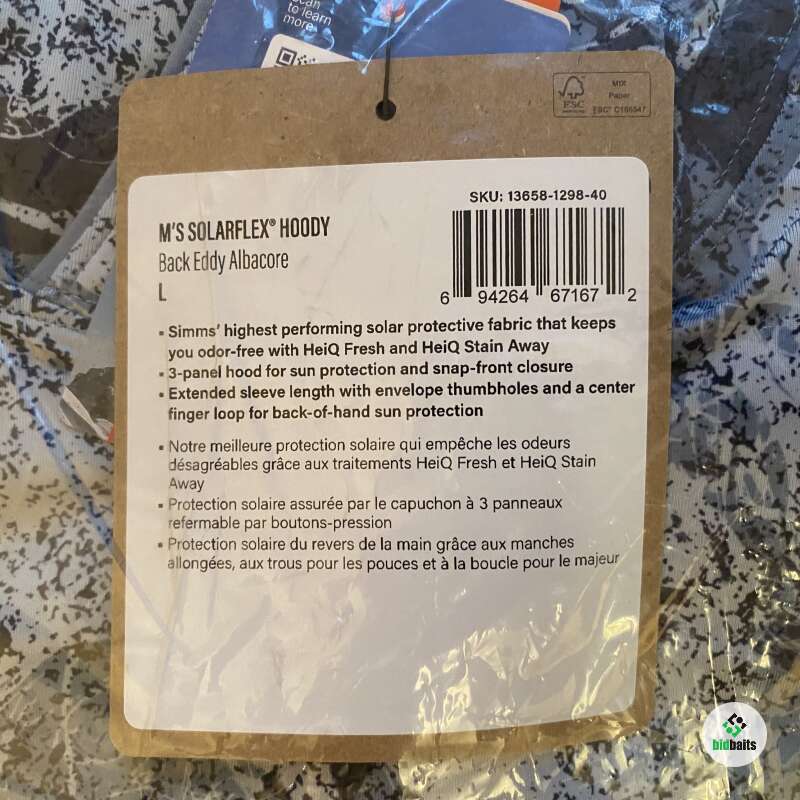 scan
to learn
more
FSC
MIX
Paper
FSC® C166547
SKU: 13658-1298-40
M'S SOLARFLEX® HOODY
Back Eddy Albacore
L
6 94264 67167 2
▪ Simms' highest performing solar protective fabric that keeps
you odor-free with HeiQ Fresh and HeiQ Stain Away
▪ 3-panel hood for sun protection and snap-front closure
▪ Extended sleeve length with envelope thumbholes and a center
finger loop for back-of-hand sun protection
▪ Notre meilleure protection solaire qui empêche les odeurs
désagréables grâce aux traitements HeiQ Fresh et HeiQ Stain
Away
▪ Protection solaire assurée par le capuchon à 3 panneaux
refermable par boutons-pression
▪ Protection solaire du revers de la main grâce aux manches
allongées, aux trous pour les pouces et à la boucle pour le majeur
bidbaits